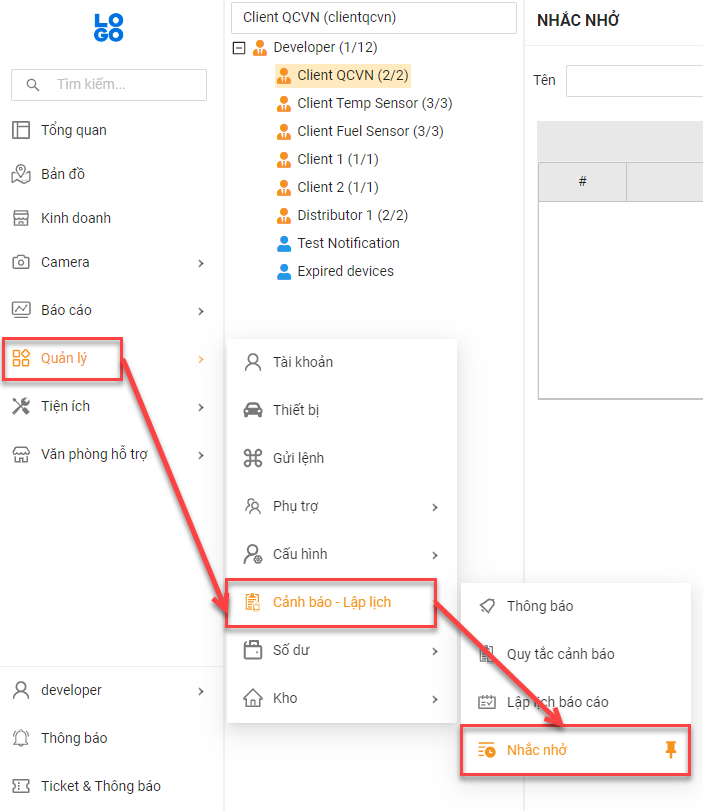 LO
GO
Tìm kiếm...
Tổng quan
Bản đồ
Kinh doanh
Camera
Báo cáo
Quản lý
Tiện ích
Văn phòng hỗ trợ
developer
Thông báo
Ticket & Thông báo
Client QCVN (clientqcvn)
Developer (1/12)
Client QCVN (2/2)
Client Temp Sensor (3/3)
Client Fuel Sensor (3/3)
Client 1 (1/1)
Client 2 (1/1)
Distributor 1 (2/2)
Test Notification
Expired devices
Tài khoản
Thiết bị
Gửi lệnh
Phụ trợ
Cấu hình
Cảnh báo - Lập lịch
Số dư
Kho
Thông báo
Quy tắc cảnh báo
Lập lịch báo cáo
Nhắc nhở
NHẮC NHỞ
Tên
#